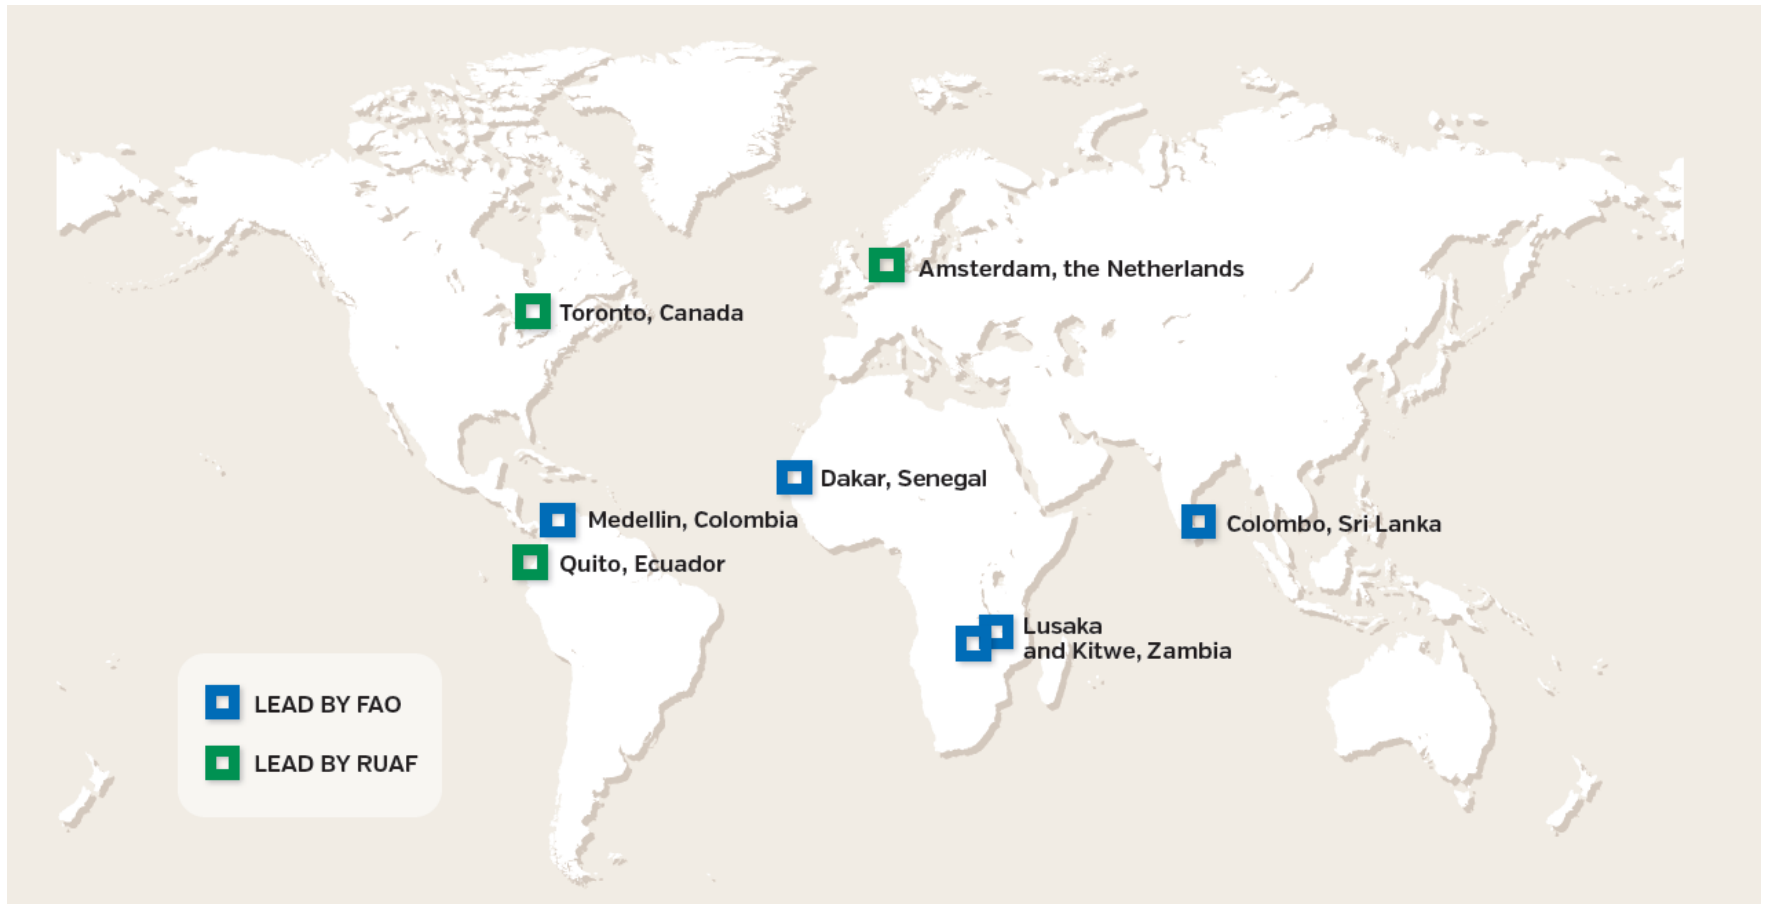 Amsterdam, the Netherlands
Toronto, Canada
Dakar, Senegal
Medellin, Colombia
Colombo, Sri Lanka
Quito, Ecuador
Lusaka
and Kitwe, Zambia
LEAD BY FAO
LEAD BY RUAF